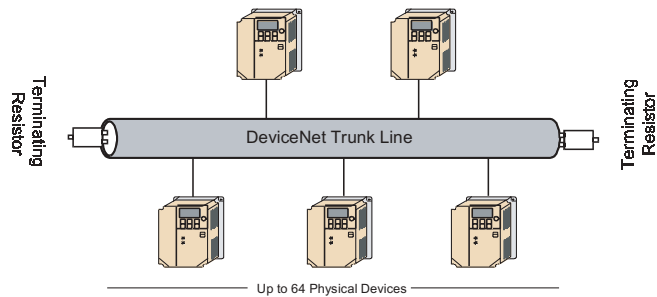 Terminating
Resistor
DeviceNet Trunk Line
Terminating
Resistor
Up to 64 Physical Devices